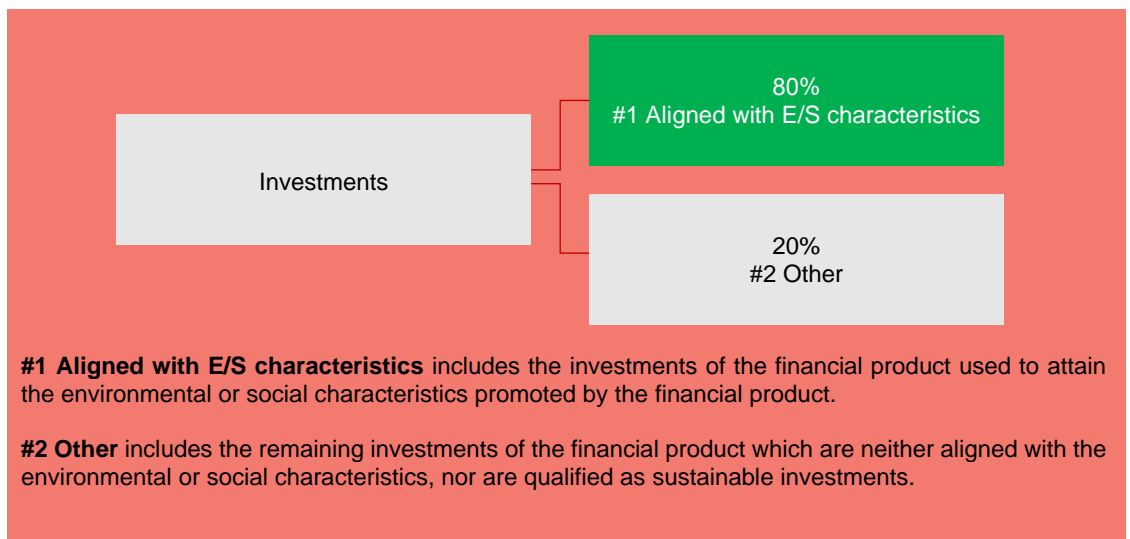 80%
#1 Aligned with E/S characteristics
Investments
20%
#2 Other
#1 Aligned with E/S characteristics includes the investments of the financial product used to attain
the environmental or social characteristics promoted by the financial product.
#2 Other includes the remaining investments of the financial product which are neither aligned with the
environmental or social characteristics, nor are qualified as sustainable investments.